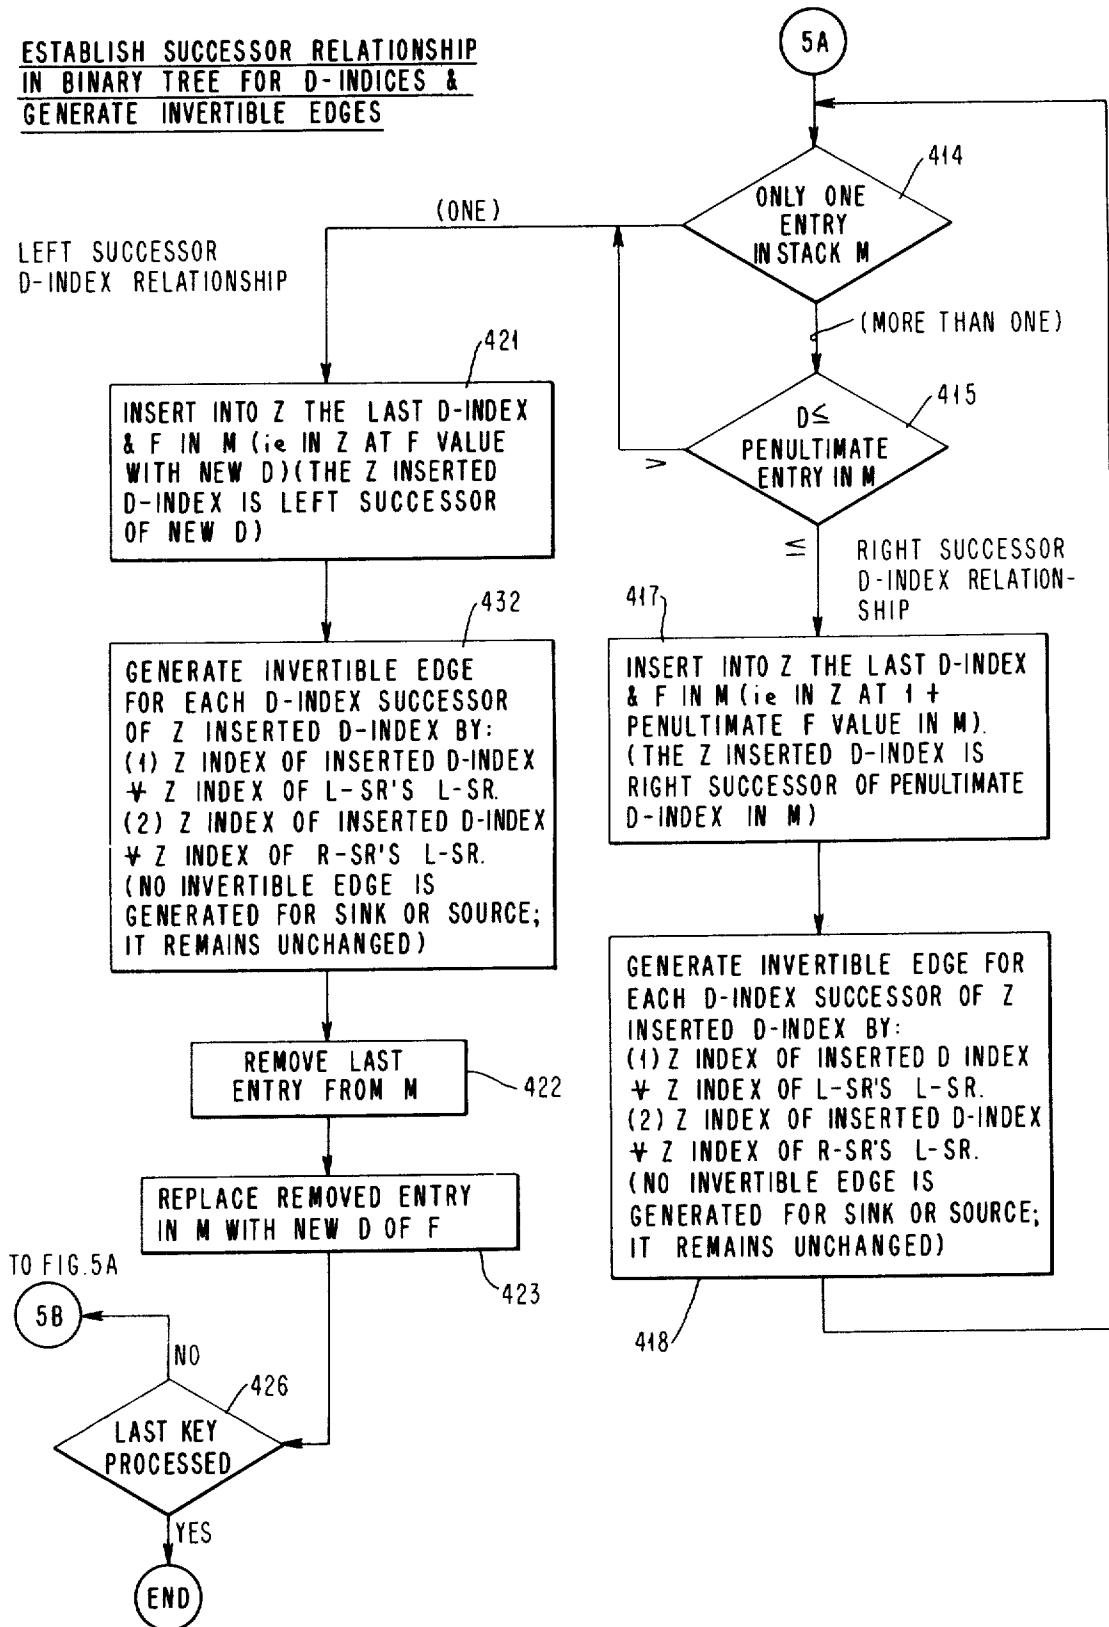 ESTABLISH SUCCESSOR RELATIONSHIP
IN BINARY TREE FOR D-INDICES &
GENERATE INVERTIBLE EDGES
5A
414
ONLY ONE
ENTRY
IN STACK M
(ONE)
(MORE THAN ONE)
LEFT SUCCESSOR
D-INDEX RELATIONSHIP
415
D≤
PENULTIMATE
ENTRY IN M
>
≤
RIGHT SUCCESSOR
D-INDEX RELATION-
SHIP
421
INSERT INTO Z THE LAST D-INDEX
& F IN M (ie IN Z AT F VALUE
WITH NEW D)(THE Z INSERTED
D-INDEX IS LEFT SUCCESSOR
OF NEW D)
432
GENERATE INVERTIBLE EDGE
FOR EACH D-INDEX SUCCESSOR
OF Z INSERTED D-INDEX BY:
(1) Z INDEX OF INSERTED D-INDEX
⊻ Z INDEX OF L-SR'S L-SR.
(2) Z INDEX OF INSERTED D-INDEX
⊻ Z INDEX OF R-SR'S L-SR.
(NO INVERTIBLE EDGE IS
GENERATED FOR SINK OR SOURCE;
IT REMAINS UNCHANGED)
417
INSERT INTO Z THE LAST D-INDEX
& F IN M (ie IN Z AT 1 +
PENULTIMATE F VALUE IN M).
(THE Z INSERTED D-INDEX IS
RIGHT SUCCESSOR OF PENULTIMATE
D-INDEX IN M)
GENERATE INVERTIBLE EDGE FOR
EACH D-INDEX SUCCESSOR OF Z
INSERTED D-INDEX BY:
(1) Z INDEX OF INSERTED D INDEX
⊻ Z INDEX OF L-SR'S L-SR.
(2) Z INDEX OF INSERTED D-INDEX
⊻ Z INDEX OF R-SR'S L-SR.
(NO INVERTIBLE EDGE IS
GENERATED FOR SINK OR SOURCE;
IT REMAINS UNCHANGED)
418
REMOVE LAST
ENTRY FROM M
422
REPLACE REMOVED ENTRY
IN M WITH NEW D OF F
423
TO FIG.5A
5B
NO
426
LAST KEY
PROCESSED
YES
END